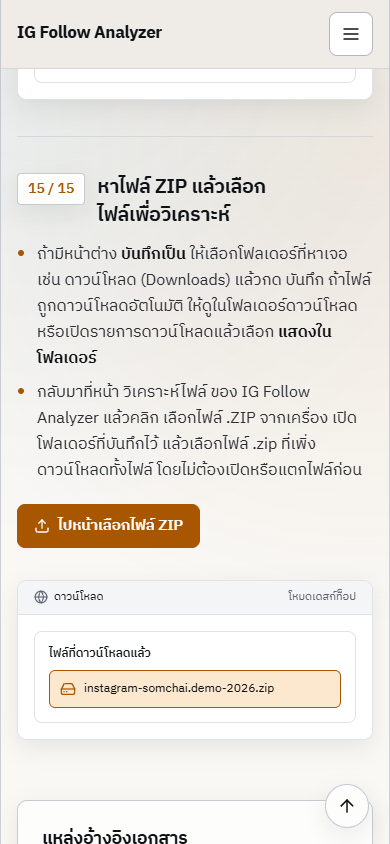 IG Follow Analyzer
15 / 15
หาไฟล์ ZIP แล้วเลือก
ไฟล์เพื่อวิเคราะห์
ถ้ามีหน้าต่าง บันทึกเป็น ให้เลือกโฟลเดอร์ที่หาเจอ
เช่น ดาวน์โหลด (Downloads) แล้วกด บันทึก ถ้าไฟล์
ถูกดาวน์โหลดอัตโนมัติ ให้ดูในโฟลเดอร์ดาวน์โหลด
หรือเปิดรายการดาวน์โหลดแล้วเลือก แสดงใน
โฟลเดอร์
กลับมาที่หน้า วิเคราะห์ไฟล์ ของ IG Follow
Analyzer แล้วคลิก เลือกไฟล์ .ZIP จากเครื่อง เปิด
โฟลเดอร์ที่บันทึกไว้ แล้วเลือกไฟล์ .zip ที่เพิ่ง
ดาวน์โหลดทั้งไฟล์ โดยไม่ต้องเปิดหรือแตกไฟล์ก่อน
ไปหน้าเลือกไฟล์ ZIP
ดาวน์โหลด
โหมดเดสก์ท็อป
ไฟล์ที่ดาวน์โหลดแล้ว
instagram-somchai.demo-2026.zip
แหล่งอ้างอิงเอกสาร